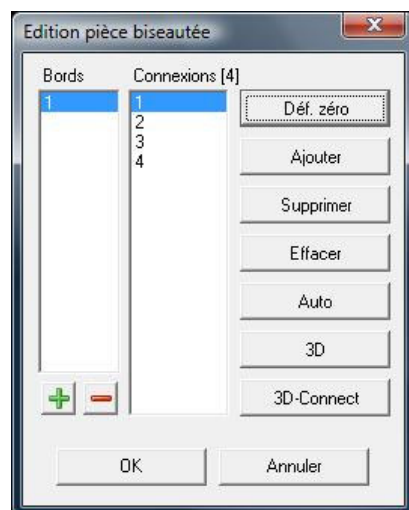 Edition pièce biseautée
Bords Connexions [4]
1 1 Déf. zéro
2
3 Ajouter
4
Supprimer
Effacer
Auto
3D
3D-Connect
OK Annuler